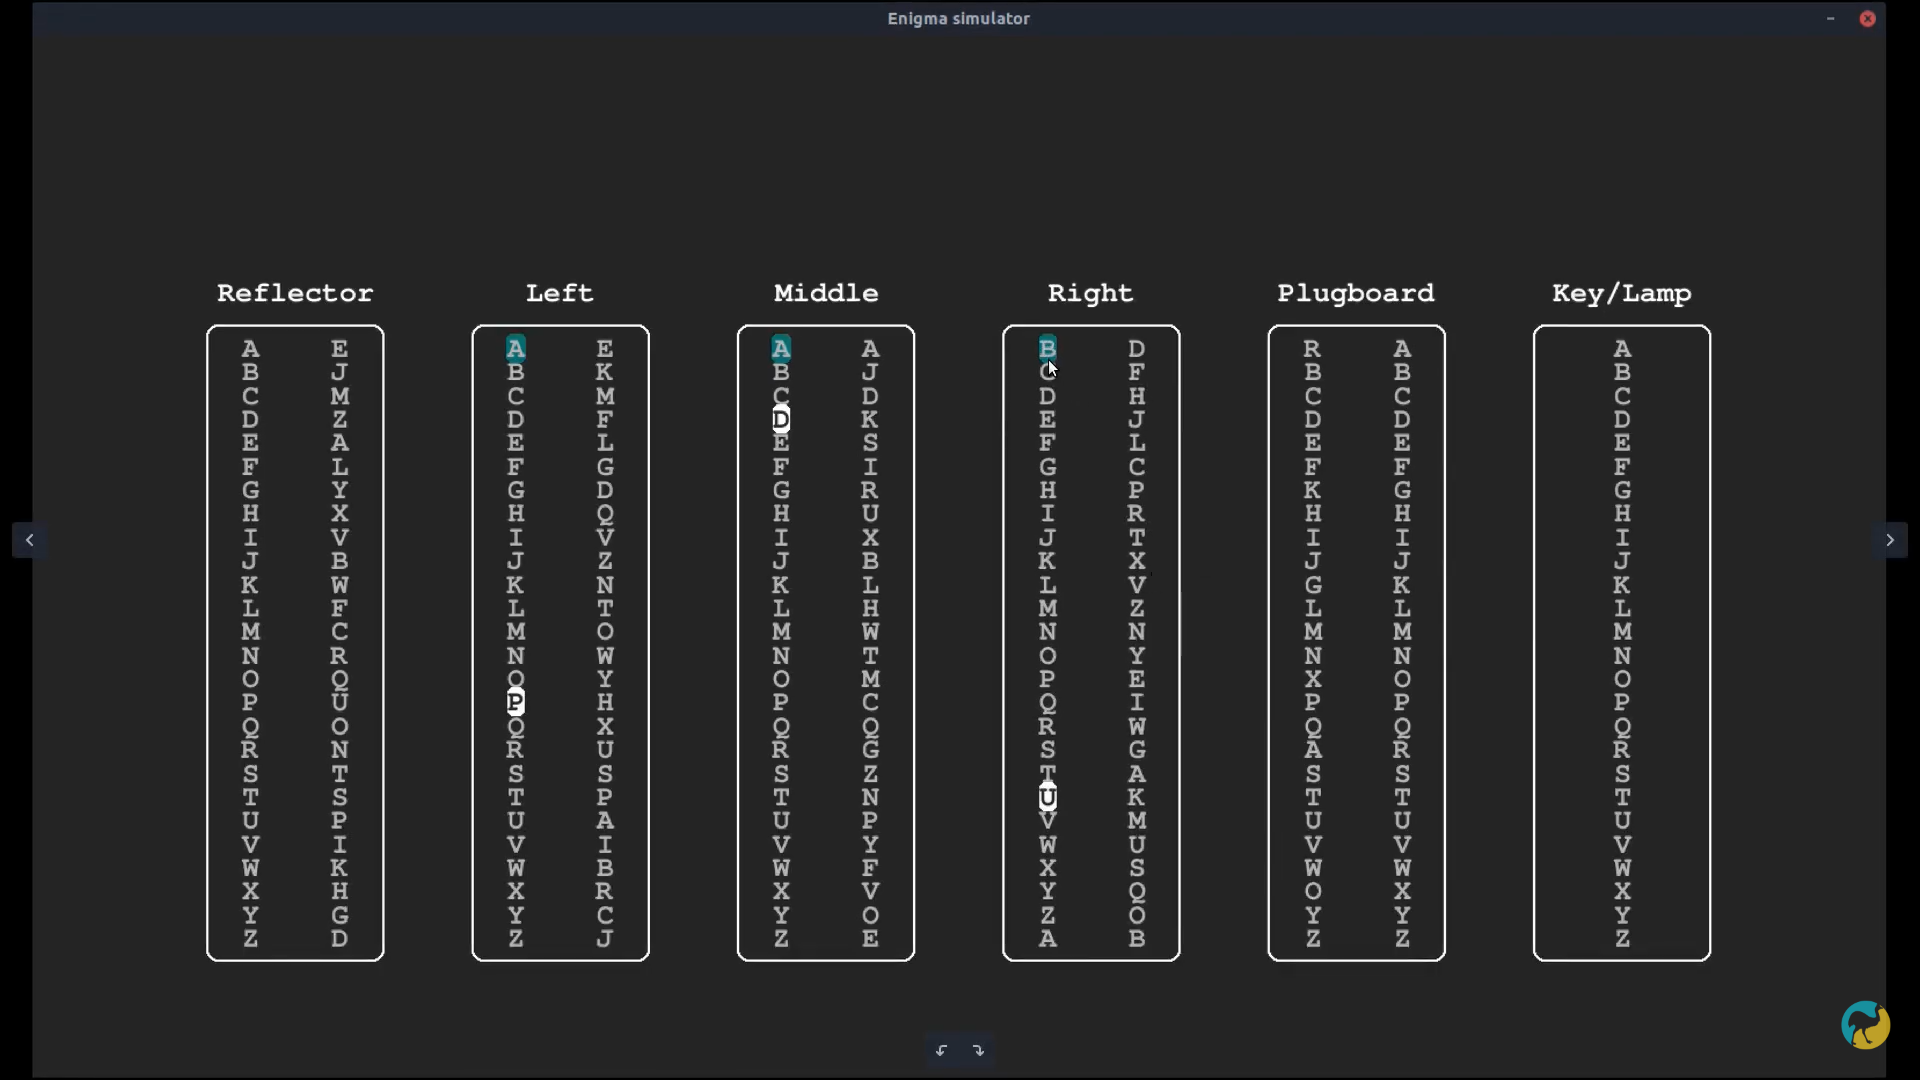 Enigma simulator
Reflector Left Middle Right Plugboard Key/Lamp
A E A E A A B D R A A
B J B K B J C F B B B
C M C M C D D H C C C
D Z D F D K E J D D D
E A E L E S F L E E E
F L F G F I G C F F F
G Y G D G R H P K G G
H X H Q H U I R H H H
I V I V I X J T I I I
J B J Z J B K X J J J
K W K N K L L V G K K
L F L T L H M Z L L L
M C M O M W N N M M M
N R N W N T O Y N N N
O Q O Y O M P E X O O
P U P H P C Q I P P P
Q O Q X Q Q R W Q Q Q
R N R U R G S G A R R
S T S S S Z T A S S S
T S T P T N U K T T T
U P U A U P V M U U U
V I V I V Y W U V V V
W K W B W F X S W W W
X H X R X V Y Q O X X
Y G Y C Y O Z O Y Y Y
Z D Z J Z E A B Z Z Z